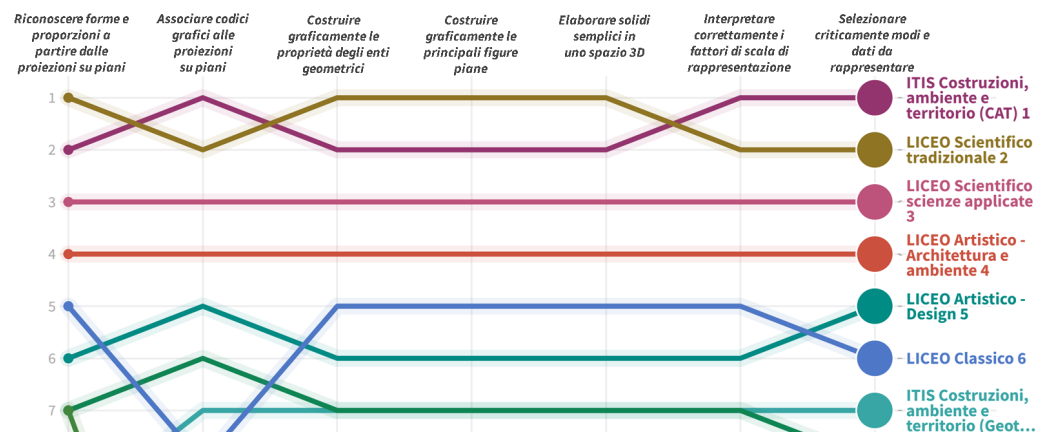 Riconoscere forme e
proporzioni a
partire dalle
proiezioni su piani
Associare codici
grafici alle
proiezioni
su piani
Costruire
graficamente le
proprietà degli enti
geometrici
Costruire
graficamente le
principali figure
piane
Elaborare solidi
semplici in
uno spazio 3D
Interpretare
correttamente i
fattori di scala di
rappresentazione
Selezionare
criticamente modi e
dati da
rappresentare
1
2
3
4
5
6
7
ITIS Costruzioni,
ambiente e
territorio (CAT) 1
LICEO Scientifico
tradizionale 2
LICEO Scientifico
scienze applicate
3
LICEO Artistico -
Architettura e
ambiente 4
LICEO Artistico -
Design 5
LICEO Classico 6
ITIS Costruzioni,
ambiente e
territorio (Geot...